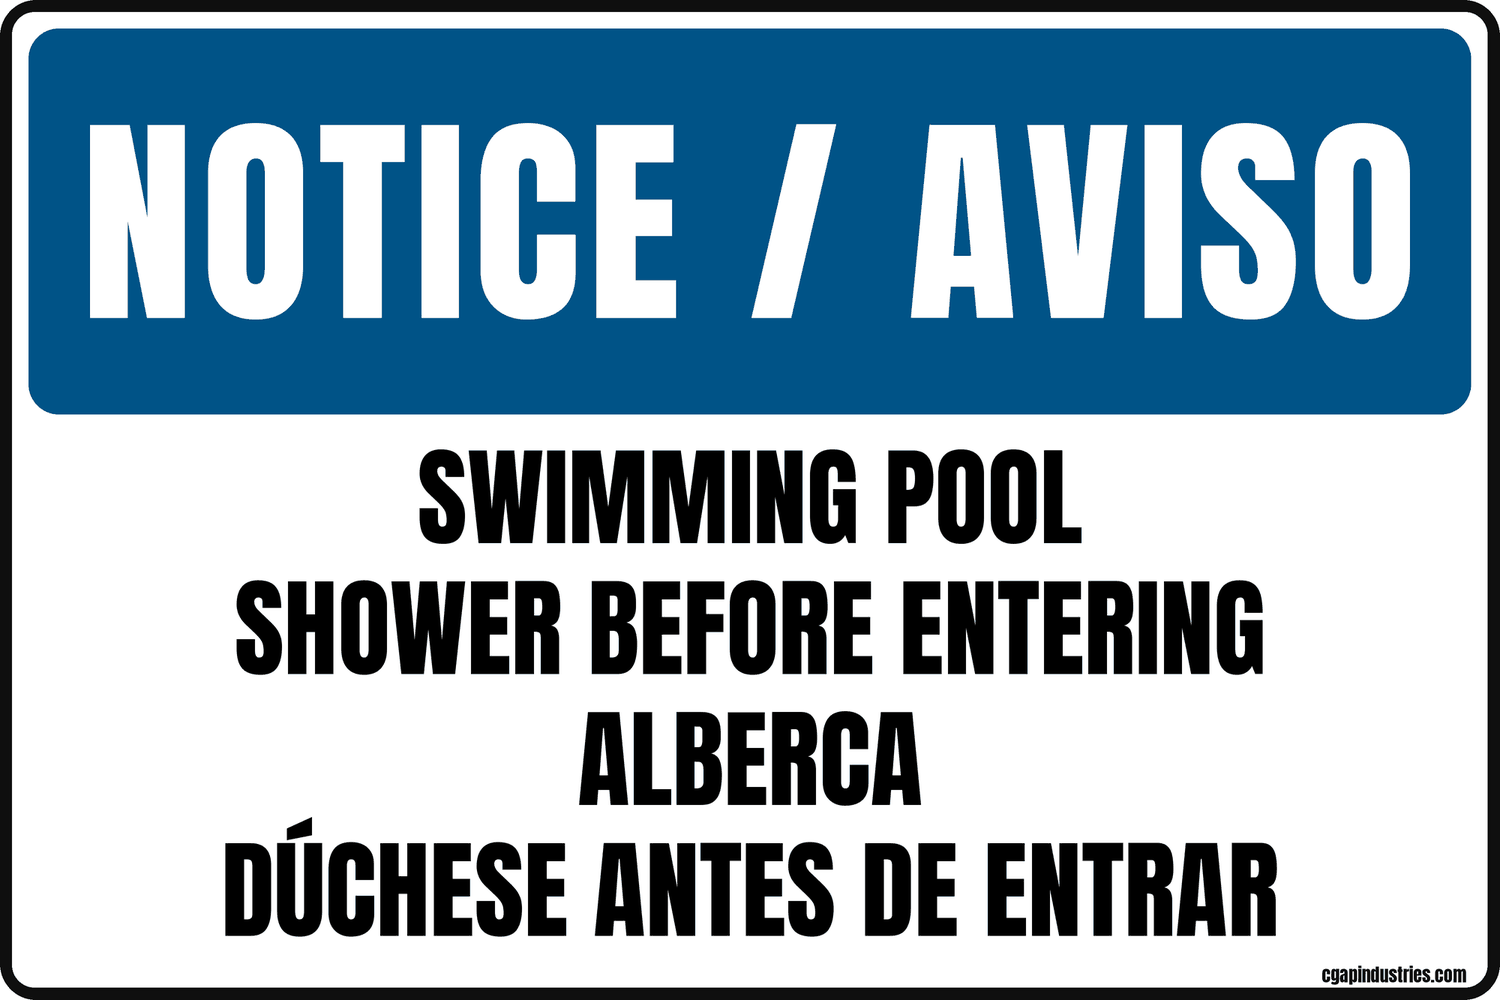 NOTICE / AVISO
SWIMMING POOL
SHOWER BEFORE ENTERING
ALBERCA
DÚCHESE ANTES DE ENTRAR
cgapindustries.com